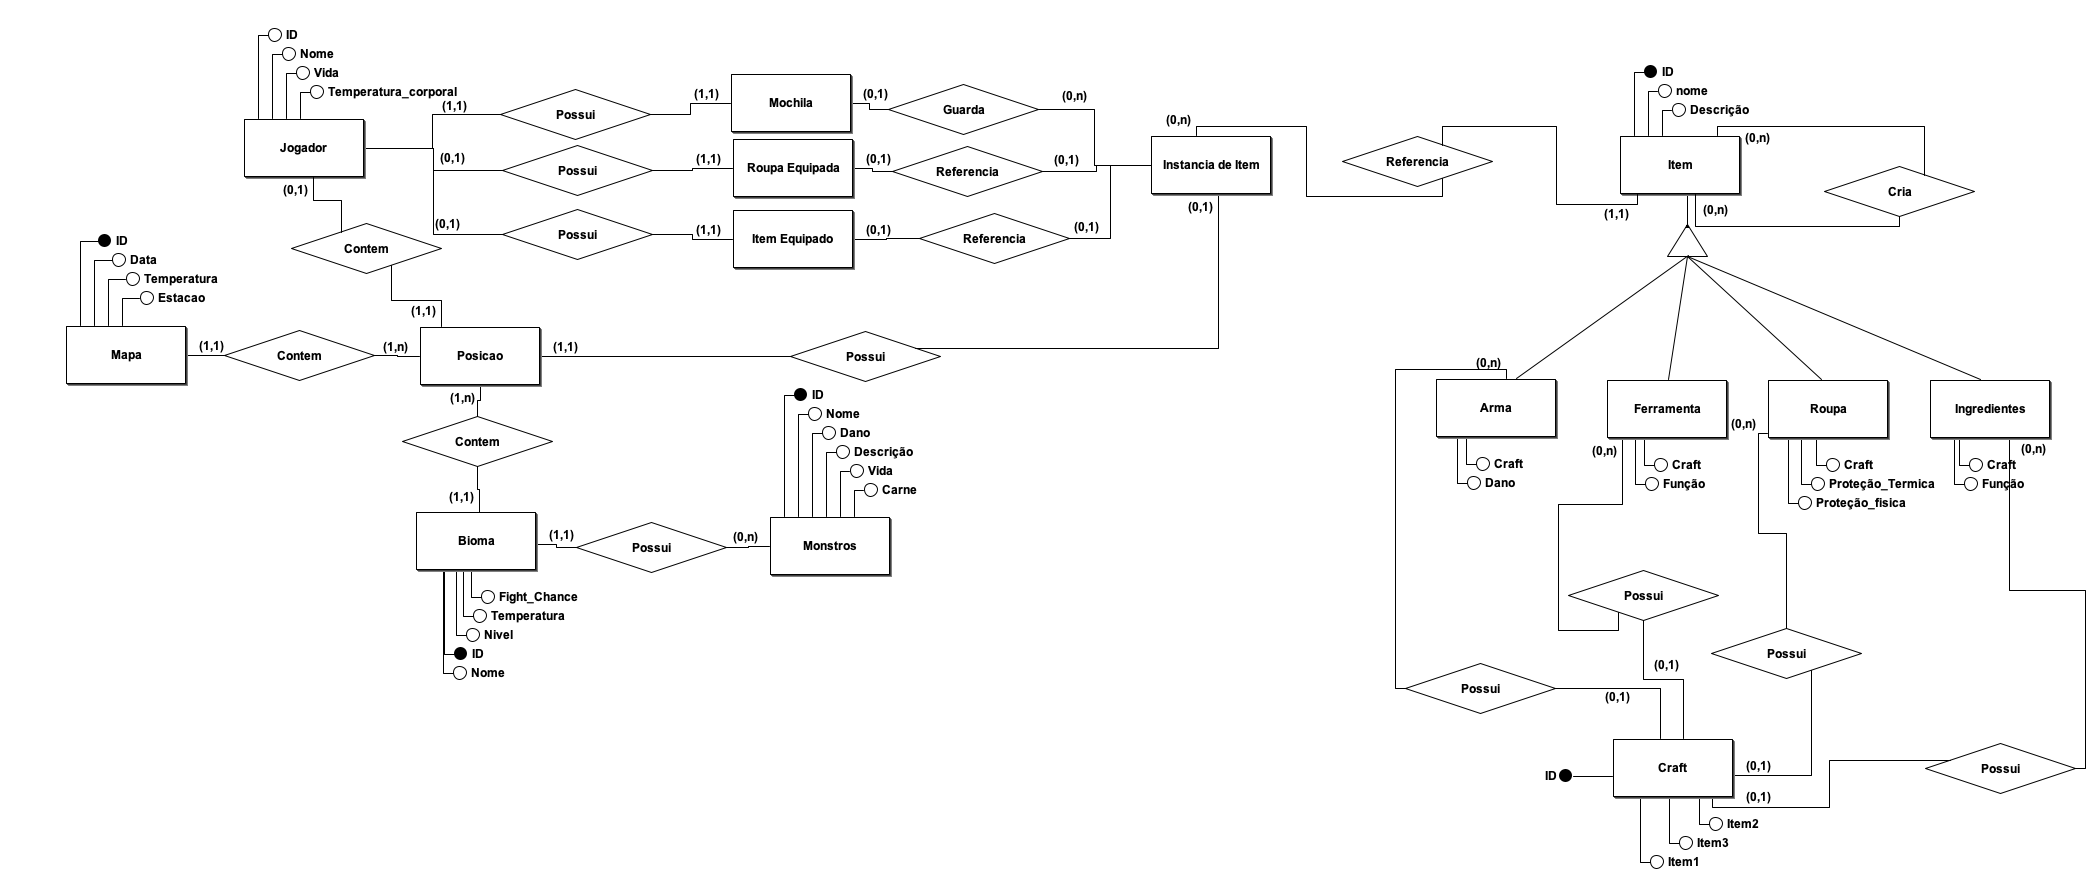 ID
Nome
Vida
Temperatura_corporal
Jogador
(1,1)
Possui
(1,1)
Mochila
(0,1)
Guarda
(0,n)
(0,1)
Possui
(1,1)
Roupa Equipada
(0,1)
Referencia
(0,1)
(0,1)
Possui
(1,1)
Item Equipado
(0,1)
Referencia
(0,1)
(0,n)
Instancia de Item
(0,1)
Referencia
(1,1)
ID
nome
Descrição
Item
(0,n)
Cria
(0,n)
(0,1)
Contem
(1,1)
ID
Data
Temperatura
Estacao
Mapa
(1,1)
Contem
(1,n)
Posicao
(1,1)
Possui
(1,n)
Contem
(1,1)
Bioma
(1,1)
Possui
(0,n)
Monstros
ID
Nome
Dano
Descrição
Vida
Carne
Fight_Chance
Temperatura
Nivel
ID
Nome
(0,n)
Arma
Craft
Dano
Ferramenta
(0,n)
Craft
Função
(0,n)
Roupa
Craft
Proteção_Termica
Proteção_fisica
Ingredientes
(0,n)
Craft
Função
Possui
(0,1)
Possui
(0,1)
Possui
(0,1)
Possui
(0,1)
Craft
ID
Item2
Item3
Item1